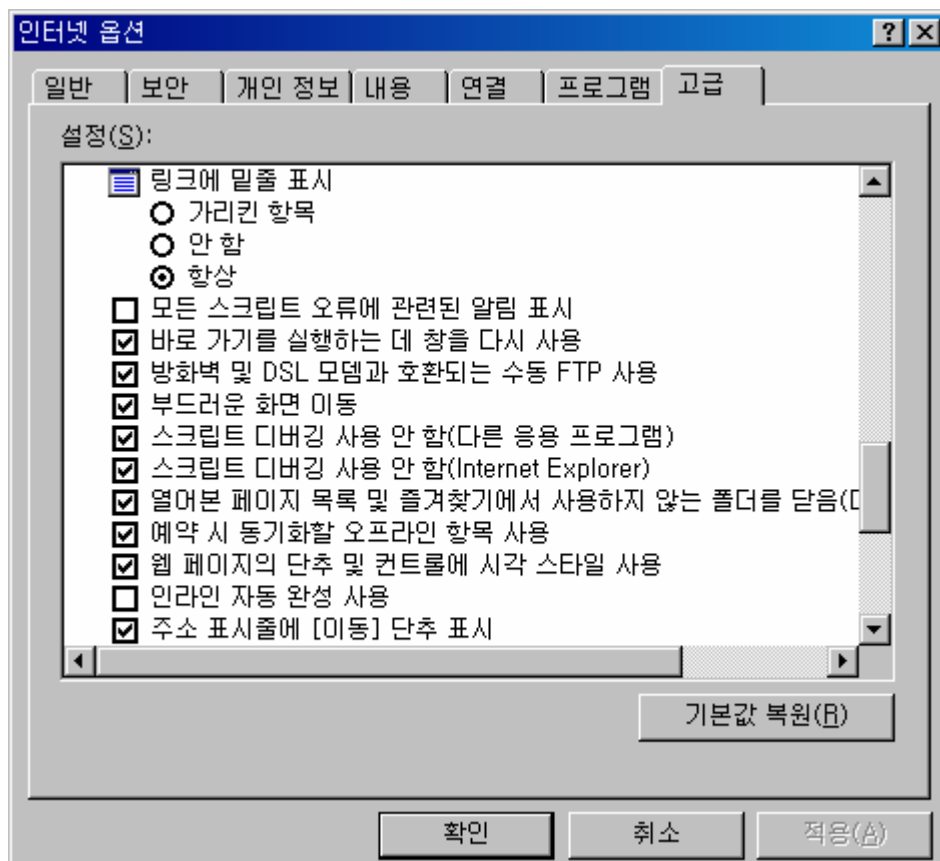 인터넷 옵션
일반 보안 개인 정보 내용 연결 프로그램 고급
설정(S):
링크에 밑줄 표시
가리킨 항목
안 함
항상
모든 스크립트 오류에 관련된 알림 표시
바로 가기를 실행하는 데 창을 다시 사용
방화벽 및 DSL 모뎀과 호환되는 수동 FTP 사용
부드러운 화면 이동
스크립트 디버깅 사용 안 함(다른 응용 프로그램)
스크립트 디버깅 사용 안 함(Internet Explorer)
열어본 페이지 목록 및 즐겨찾기에서 사용하지 않는 폴더를 닫음(
예약 시 동기화할 오프라인 항목 사용
웹 페이지의 단추 및 컨트롤에 시각 스타일 사용
인라인 자동 완성 사용
주소 표시줄에 [이동] 단추 표시
기본값 복원(R)
확인 취소 적용(A)